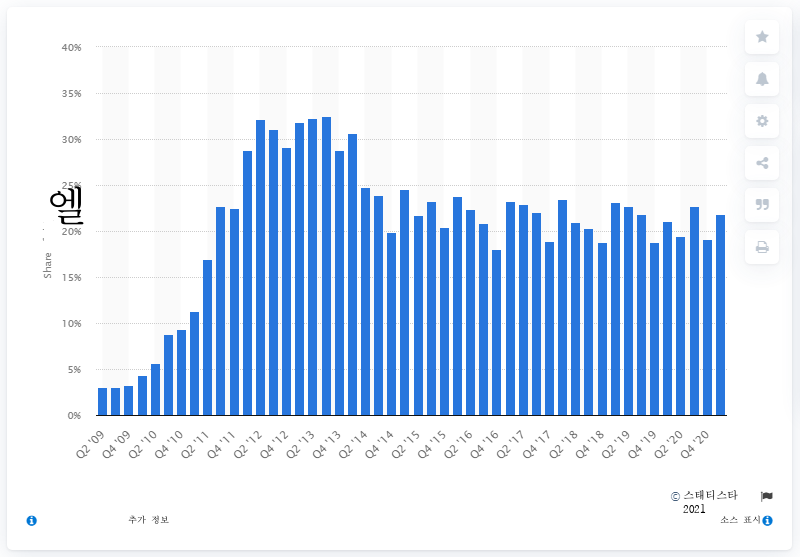 40%
35%
30%
25%
엘
20%
Share
15%
10%
5%
0%
Q2 '09
Q4 '09
Q2 '10
Q4 '10
Q2 '11
Q4 '11
Q2 '12
Q4 '12
Q2 '13
Q4 '13
Q2 '14
Q4 '14
Q2 '15
Q4 '15
Q2 '16
Q4 '16
Q2 '17
Q4 '17
Q2 '18
Q4 '18
Q2 '19
Q4 '19
Q2 '20
Q4 '20
© 스태티스타
2021
추가 정보
소스 표시